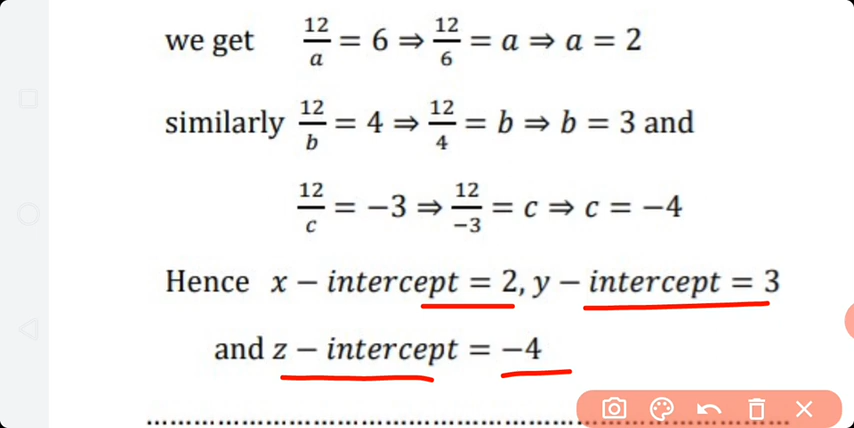 we get 12/a = 6 ⇒ 12/6 = a ⇒ a = 2
similarly 12/b = 4 ⇒ 12/4 = b ⇒ b = 3 and
12/c = −3 ⇒ 12/−3 = c ⇒ c = −4
Hence x − intercept = 2, y − intercept = 3
and z − intercept = −4